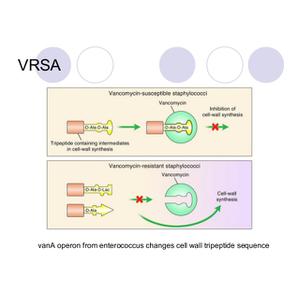 VRSA
Vancomycin-susceptible staphylococci
Vancomycin
Inhibition of
cell-wall synthesis
D-Ala-D-Ala
D-Ala-D-Ala
Tripeptide containing intermediates
in cell-wall synthesis
Vancomycin-resistant staphylococci
Vancomycin
D-Ala-D-Lac
D-Ala
Cell-wall
synthesis
vanA operon from enterococcus changes cell wall tripeptide sequence